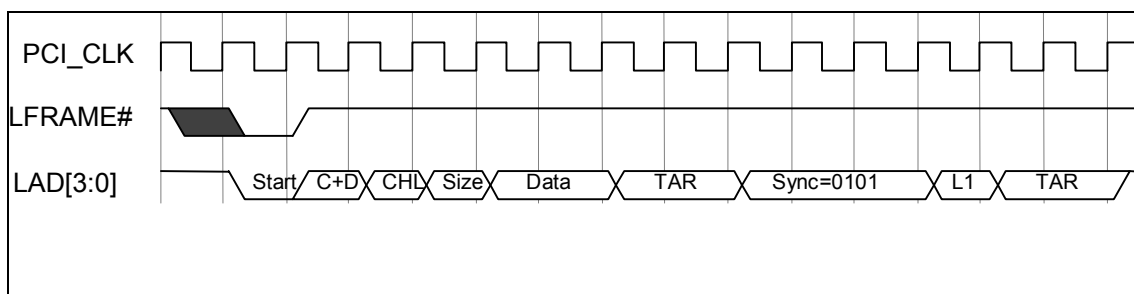 PCI_CLK
LFRAME#
LAD[3:0] Start C+D CHL Size Data TAR Sync=0101 L1 TAR